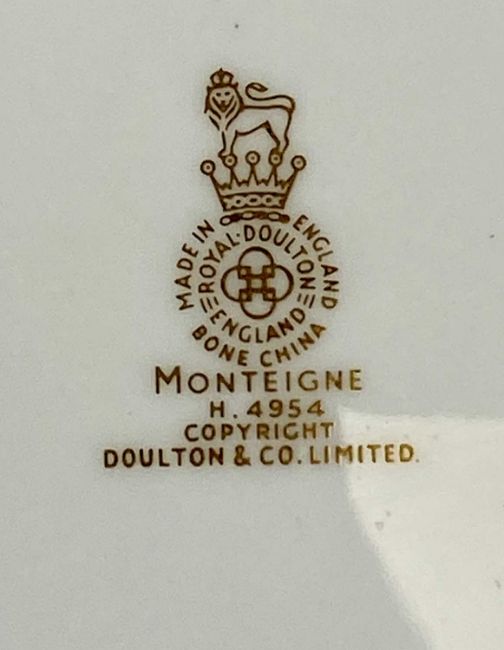 MADE IN ENGLAND
ROYAL·DOULTON
ENGLAND
BONE CHINA
MONTEIGNE
H. 4954
COPYRIGHT
DOULTON & CO. LIMITED.